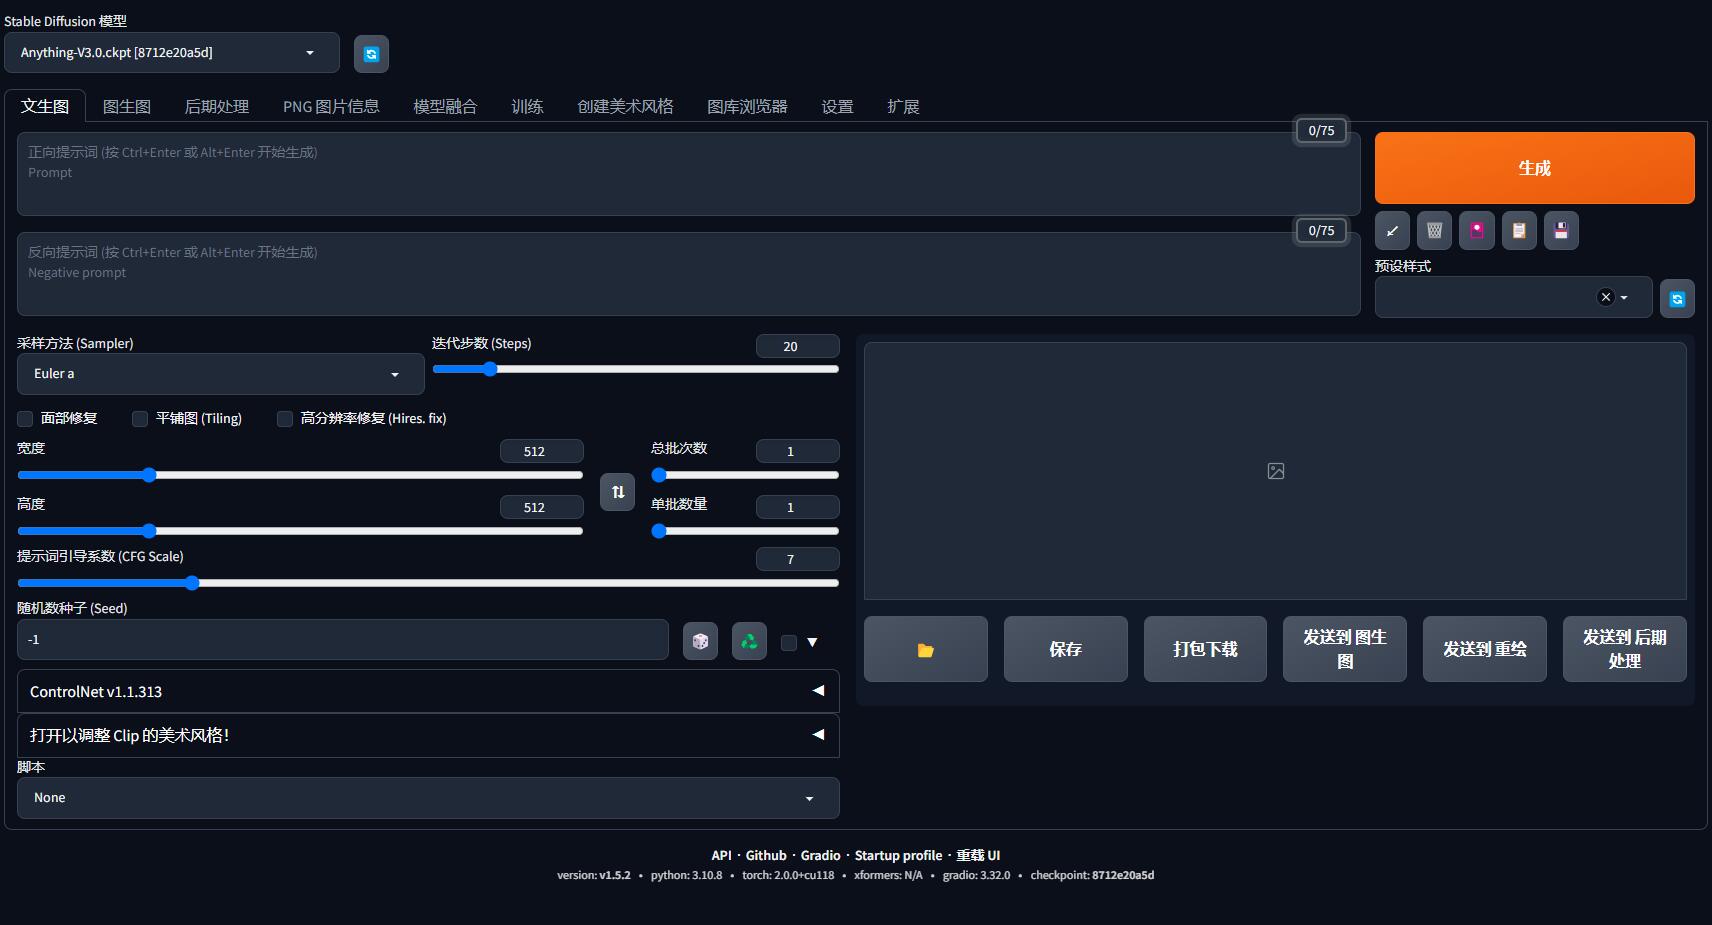 Stable Diffusion 模型
Anything-V3.0.ckpt [8712e20a5d]
文生图 图生图 后期处理 PNG 图片信息 模型融合 训练 创建美术风格 图库浏览器 设置 扩展
0/75
正向提示词 (按 Ctrl+Enter 或 Alt+Enter 开始生成)
Prompt
生成
0/75
反向提示词 (按 Ctrl+Enter 或 Alt+Enter 开始生成)
Negative prompt
预设样式
采样方法 (Sampler)
Euler a
迭代步数 (Steps)
20
面部修复 平铺图 (Tiling) 高分辨率修复 (Hires. fix)
宽度
512
总批次数
1
高度
512
单批数量
1
提示词引导系数 (CFG Scale)
7
随机数种子 (Seed)
-1
保存
打包下载
发送到 图生
图
发送到 重绘
发送到 后期
处理
ControlNet v1.1.313
打开以调整 Clip 的美术风格!
脚本
None
API · Github · Gradio · Startup profile · 重载 UI
version: v1.5.2 • python: 3.10.8 • torch: 2.0.0+cu118 • xformers: N/A • gradio: 3.32.0 • checkpoint: 8712e20a5d